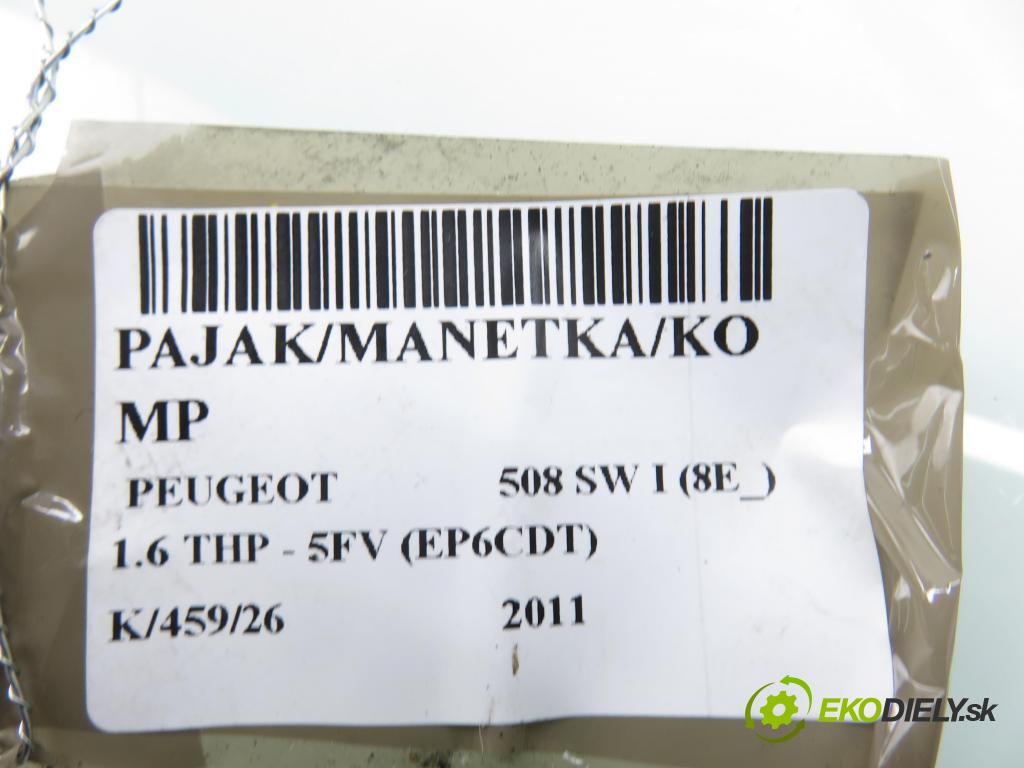 PAJAK/MANETKA/KO
MP
PEUGEOT 508 SW I (8E_)
1.6 THP - 5FV (EP6CDT)
K/459/26 2011
EKODIELY.sk